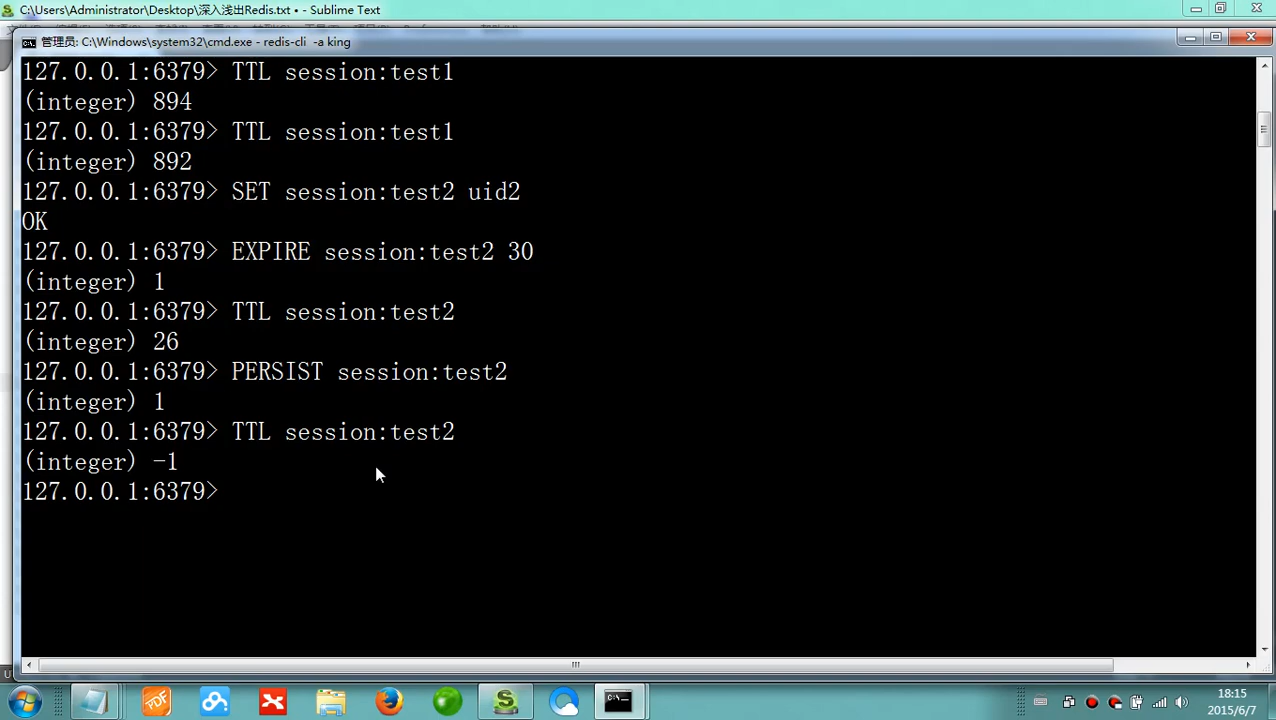 C:\Users\Administrator\Desktop\深入浅出Redis.txt • - Sublime Text
管理员: C:\Windows\system32\cmd.exe - redis-cli  -a king
127.0.0.1:6379> TTL session:test1
(integer) 894
127.0.0.1:6379> TTL session:test1
(integer) 892
127.0.0.1:6379> SET session:test2 uid2
OK
127.0.0.1:6379> EXPIRE session:test2 30
(integer) 1
127.0.0.1:6379> TTL session:test2
(integer) 26
127.0.0.1:6379> PERSIST session:test2
(integer) 1
127.0.0.1:6379> TTL session:test2
(integer) -1
127.0.0.1:6379>
PDF
18:15
2015/6/7